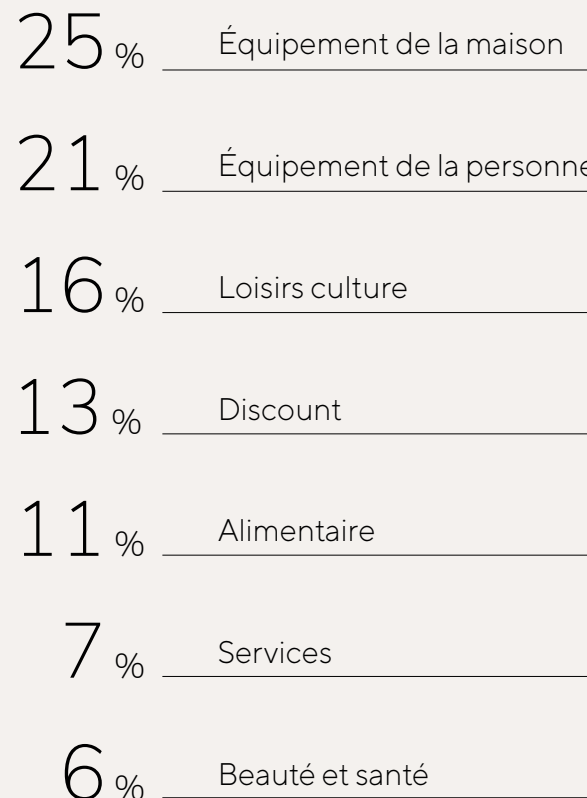 25 % Équipement de la maison
21 % Équipement de la personne
16 % Loisirs culture
13 % Discount
11 % Alimentaire
7 % Services
6 % Beauté et santé